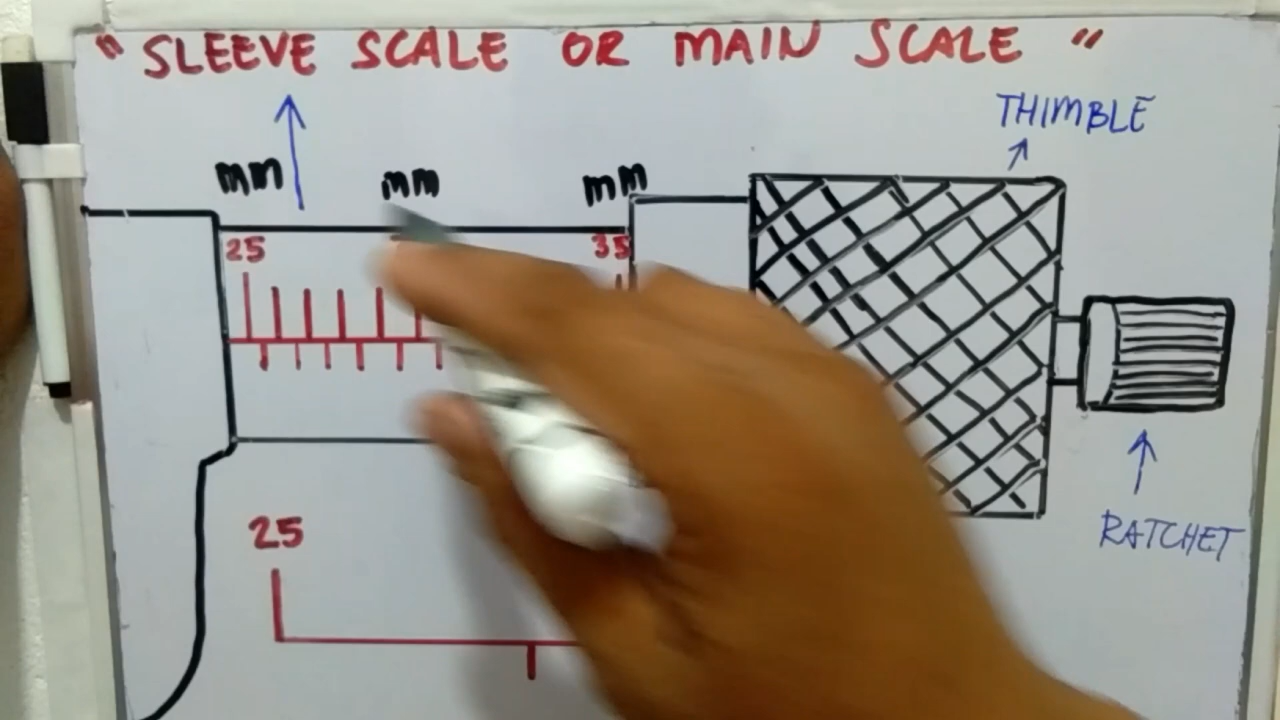 " SLEEVE SCALE OR MAIN SCALE "
THIMBLE
mm mm mm
25 35
25
RATCHET